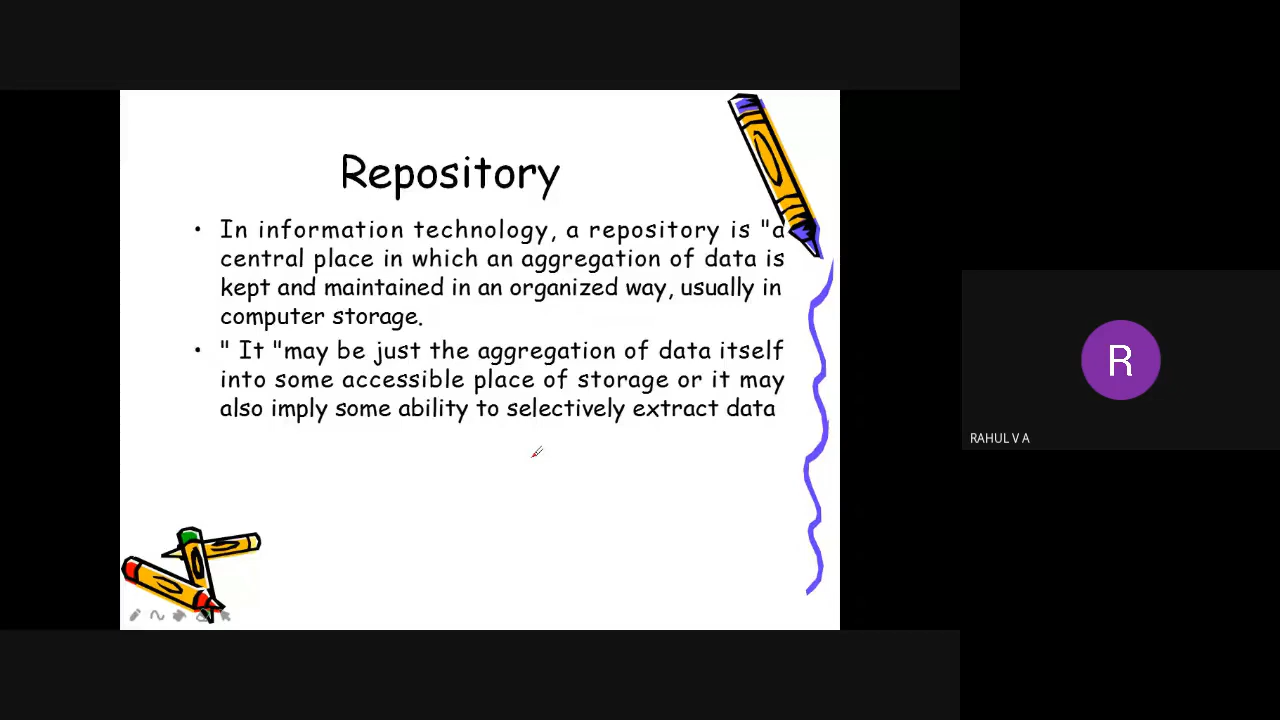 Repository
• In information technology, a repository is "a
central place in which an aggregation of data is
kept and maintained in an organized way, usually in
computer storage.
• " It "may be just the aggregation of data itself
into some accessible place of storage or it may
also imply some ability to selectively extract data
R
RAHUL V A